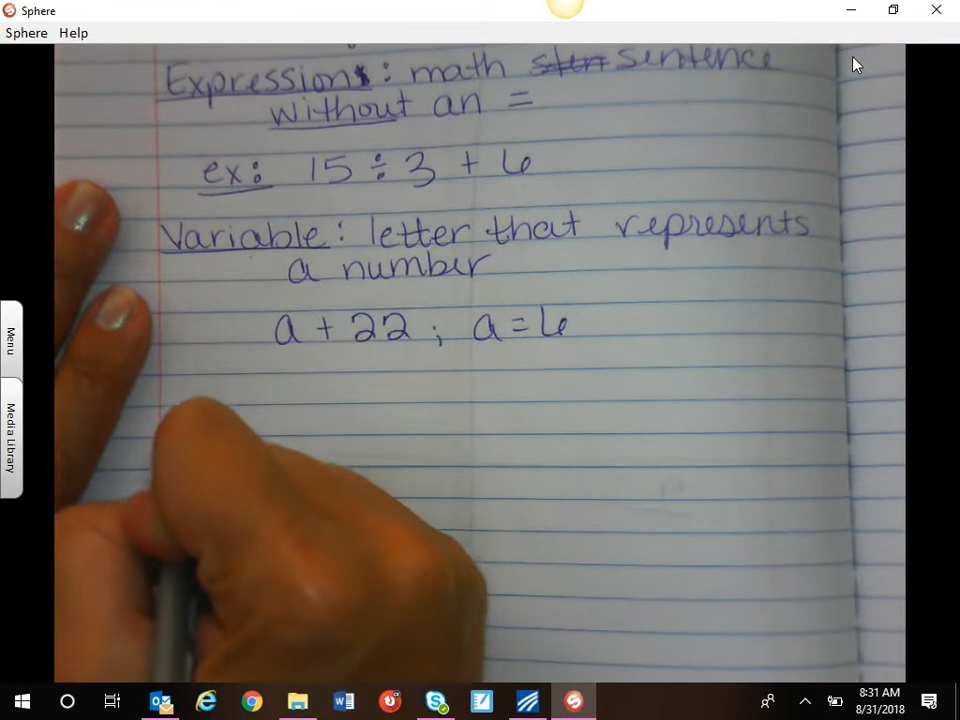 Sphere
Sphere Help
Expressions: math sentence
without an =
ex: 15 ÷ 3 + 6
Variable: letter that represents
a number
a + 22 ; a = 6
Menu
Media Library
8:31 AM
8/31/2018